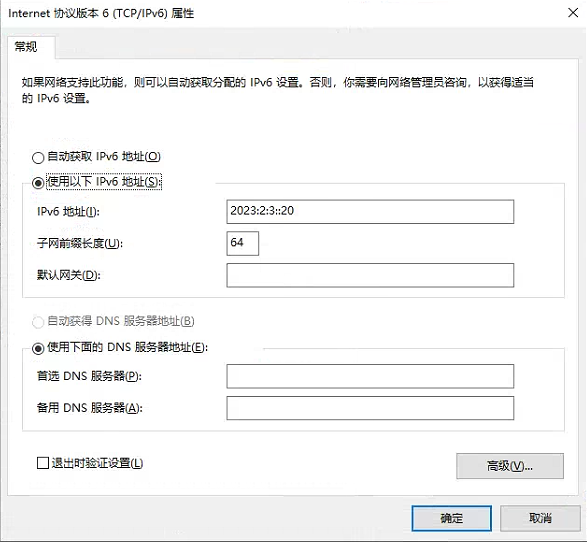 Internet 协议版本 6 (TCP/IPv6) 属性
常规
如果网络支持此功能，则可以自动获取分配的 IPv6 设置。否则，你需要向网络管理员咨询，以获得适当
的 IPv6 设置。
自动获取 IPv6 地址(O)
使用以下 IPv6 地址(S):
IPv6 地址(I):
2023:2:3::20
子网前缀长度(U):
64
默认网关(D):
自动获得 DNS 服务器地址(B)
使用下面的 DNS 服务器地址(E):
首选 DNS 服务器(P):
备用 DNS 服务器(A):
退出时验证设置(L)
高级(V)...
确定
取消